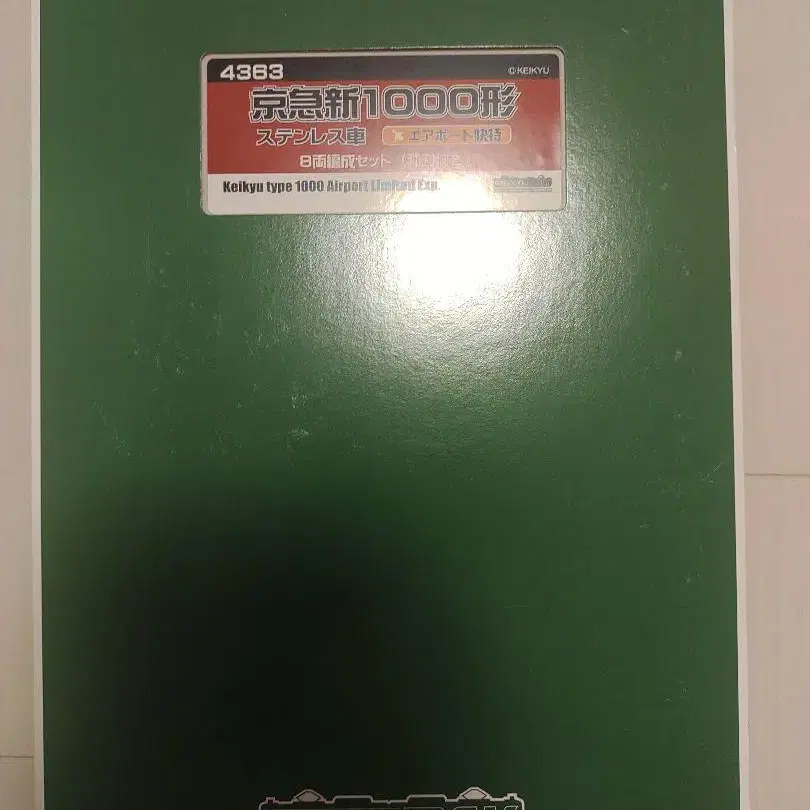 4363 © KEIKYU
京急新1000形
ステンレス車 エアポート快特
8両編成セット
Keikyu type 1000 Airport Limited Exp.